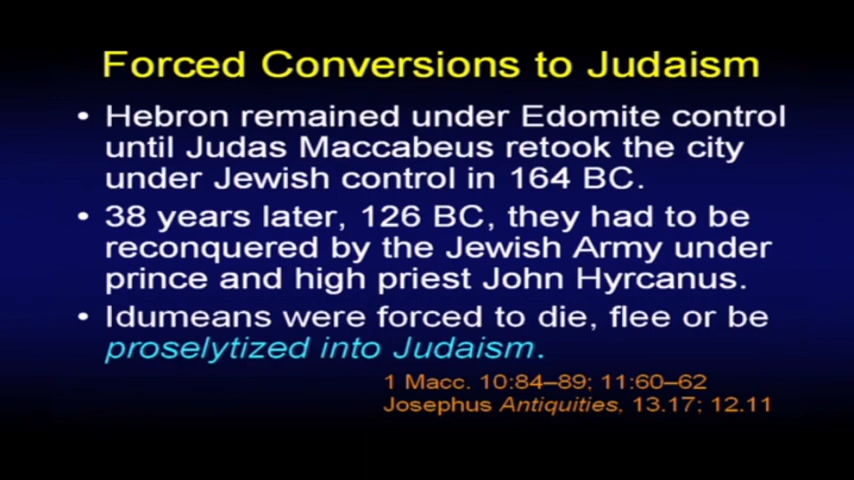 Forced Conversions to Judaism
• Hebron remained under Edomite control
until Judas Maccabeus retook the city
under Jewish control in 164 BC.
• 38 years later, 126 BC, they had to be
reconquered by the Jewish Army under
prince and high priest John Hyrcanus.
• Idumeans were forced to die, flee or be
proselytized into Judaism.
1 Macc. 10:84–89; 11:60–62
Josephus Antiquities, 13.17; 12.11